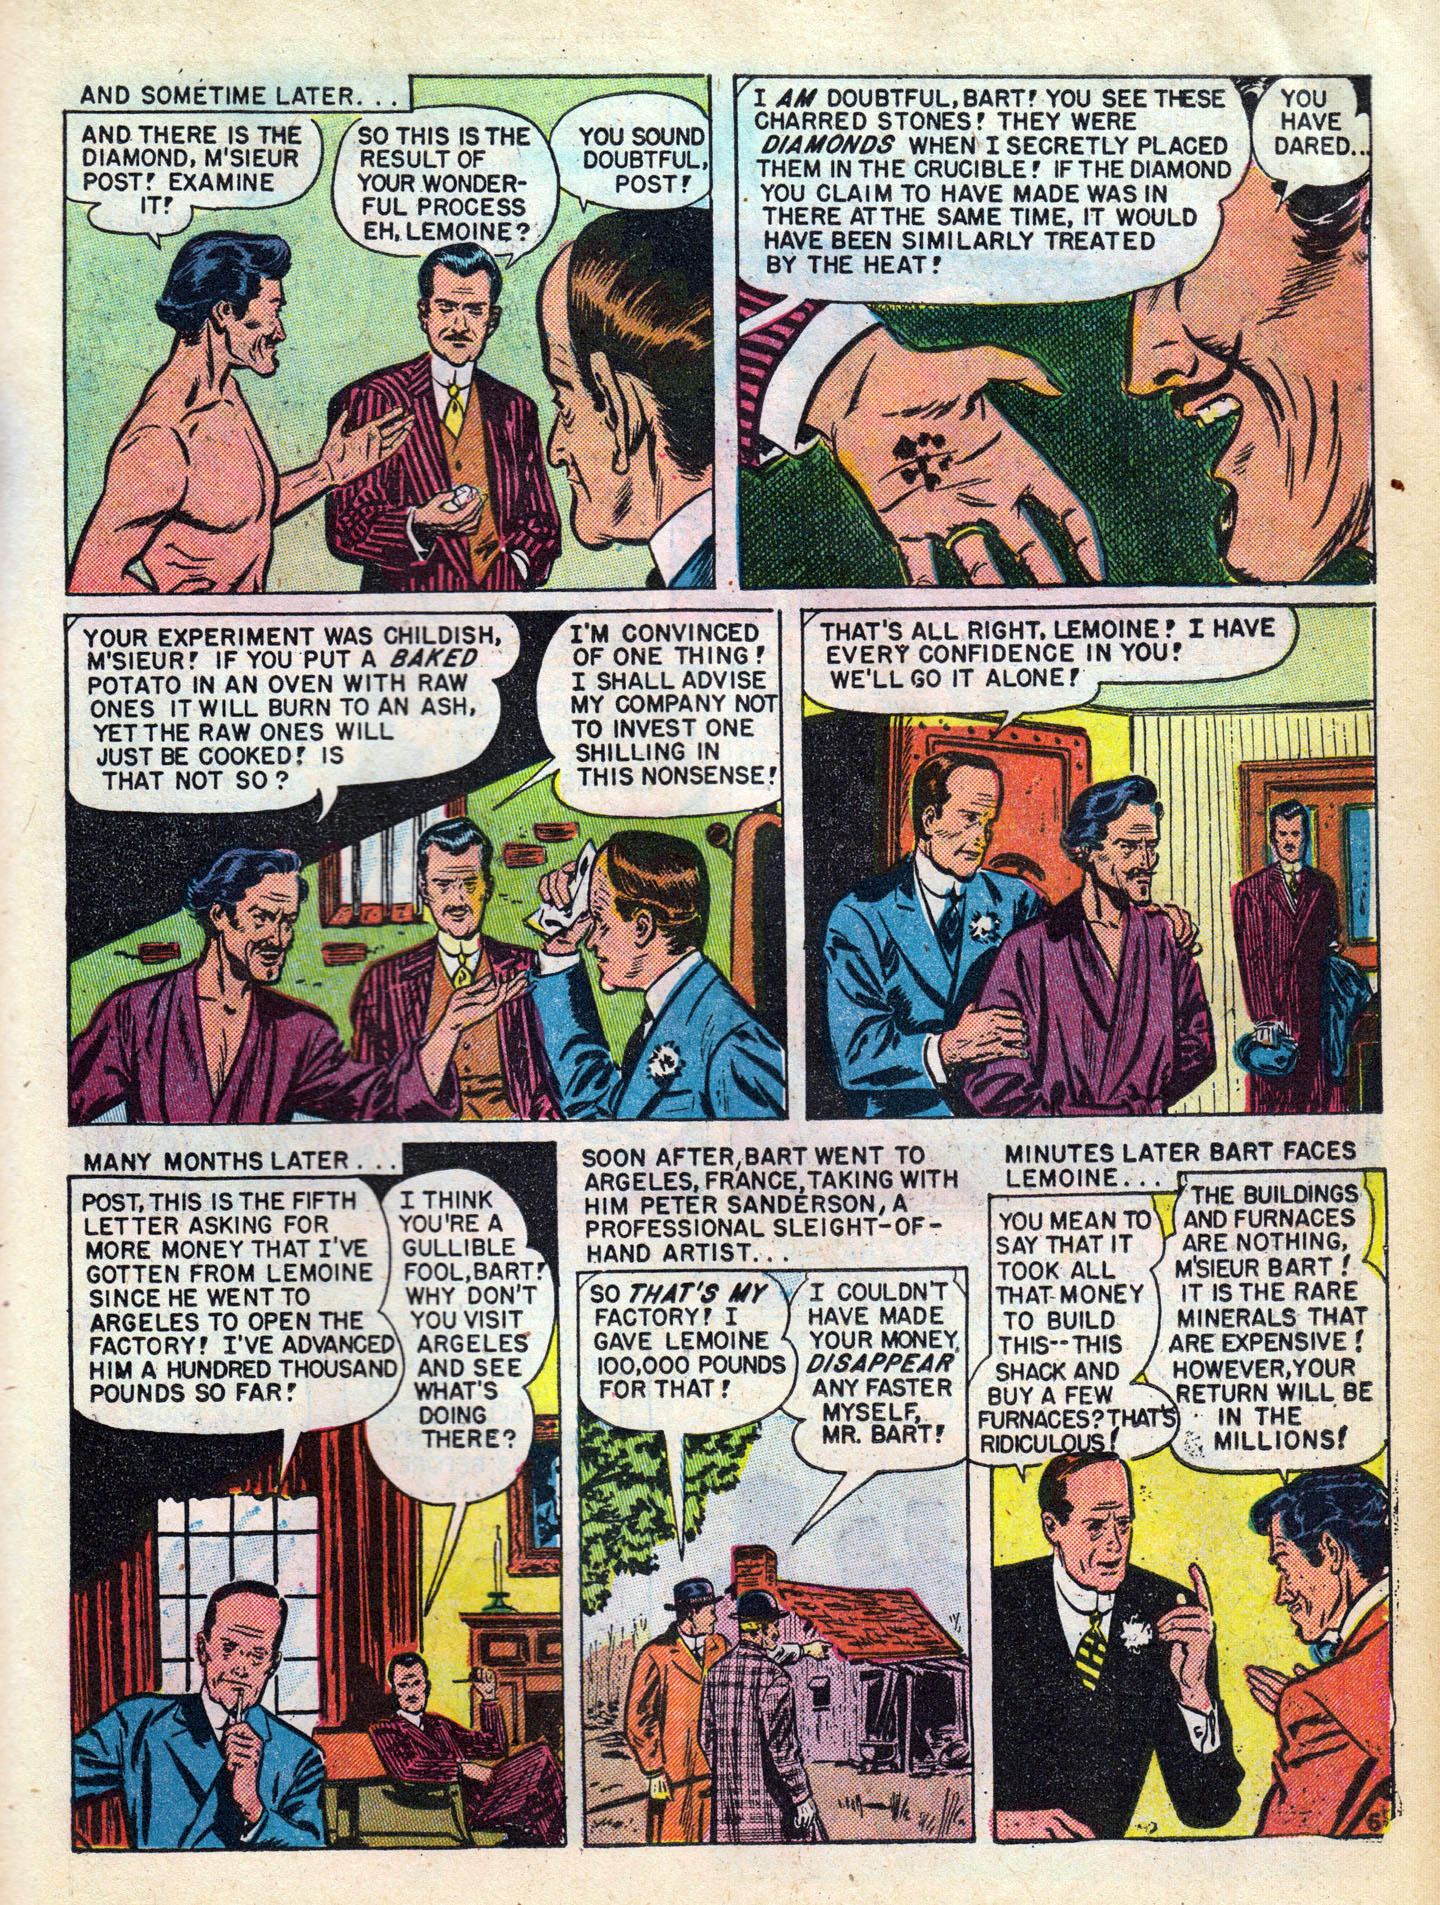 AND SOMETIME LATER...
AND THERE IS THE
DIAMOND, M'SIEUR
POST! EXAMINE
IT!
SO THIS IS THE
RESULT OF
YOUR WONDER-
FUL PROCESS
EH, LEMOINE?
YOU SOUND
DOUBTFUL,
POST!
I AM DOUBTFUL, BART! YOU SEE THESE
CHARRED STONES! THEY WERE
DIAMONDS WHEN I SECRETLY PLACED
THEM IN THE CRUCIBLE! IF THE DIAMOND
YOU CLAIM TO HAVE MADE WAS IN
THERE AT THE SAME TIME, IT WOULD
HAVE BEEN SIMILARLY TREATED
BY THE HEAT!
YOU
HAVE
DARED...
YOUR EXPERIMENT WAS CHILDISH,
M'SIEUR! IF YOU PUT A BAKED
POTATO IN AN OVEN WITH RAW
ONES IT WILL BURN TO AN ASH,
YET THE RAW ONES WILL
JUST BE COOKED! IS
THAT NOT SO?
I'M CONVINCED
OF ONE THING!
I SHALL ADVISE
MY COMPANY NOT
TO INVEST ONE
SHILLING IN
THIS NONSENSE!
THAT'S ALL RIGHT, LEMOINE! I HAVE
EVERY CONFIDENCE IN YOU!
WE'LL GO IT ALONE!
MANY MONTHS LATER...
POST, THIS IS THE FIFTH
LETTER ASKING FOR
MORE MONEY THAT I'VE
GOTTEN FROM LEMOINE
SINCE HE WENT TO
ARGELES TO OPEN THE
FACTORY! I'VE ADVANCED
HIM A HUNDRED THOUSAND
POUNDS SO FAR!
I THINK
YOU'RE A
GULLIBLE
FOOL, BART!
WHY DON'T
YOU VISIT
ARGELES
AND SEE
WHAT'S
DOING
THERE?
SOON AFTER, BART WENT TO
ARGELES, FRANCE, TAKING WITH
HIM PETER SANDERSON, A
PROFESSIONAL SLEIGHT-OF-
HAND ARTIST...
SO THAT'S MY
FACTORY! I
GAVE LEMOINE
100,000 POUNDS
FOR THAT!
I COULDN'T
HAVE MADE
YOUR MONEY
DISAPPEAR
ANY FASTER
MYSELF,
MR. BART!
MINUTES LATER BART FACES
LEMOINE...
YOU MEAN TO
SAY THAT IT
TOOK ALL
THAT MONEY
TO BUILD
THIS--THIS
SHACK AND
BUY A FEW
FURNACES? THAT'S
RIDICULOUS!
THE BUILDINGS
AND FURNACES
ARE NOTHING,
M'SIEUR BART!
IT IS THE RARE
MINERALS THAT
ARE EXPENSIVE!
HOWEVER, YOUR
RETURN WILL BE
IN THE
MILLIONS!
6